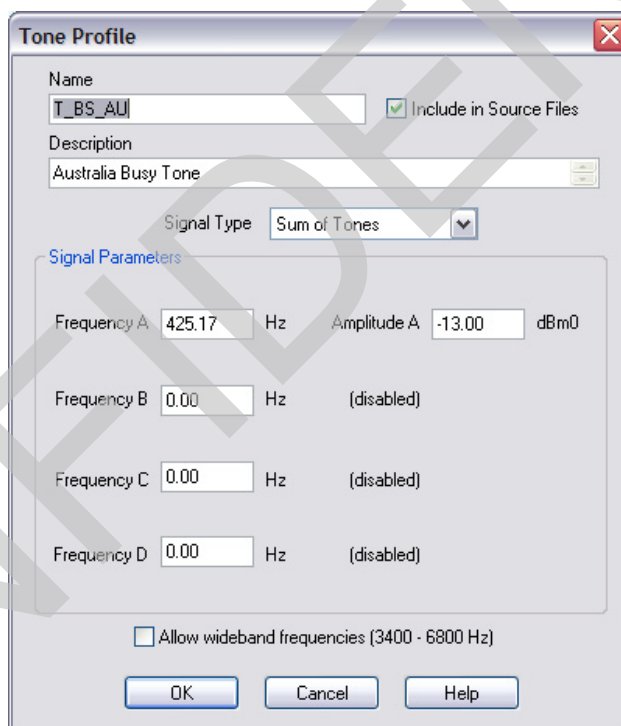 Tone Profile
Name
T_BS_AU
Include in Source Files
Description
Australia Busy Tone
Signal Type Sum of Tones
Signal Parameters
Frequency A 425.17 Hz Amplitude A -13.00 dBm0
Frequency B 0.00 Hz (disabled)
Frequency C 0.00 Hz (disabled)
Frequency D 0.00 Hz (disabled)
Allow wideband frequencies (3400 - 6800 Hz)
OK Cancel Help